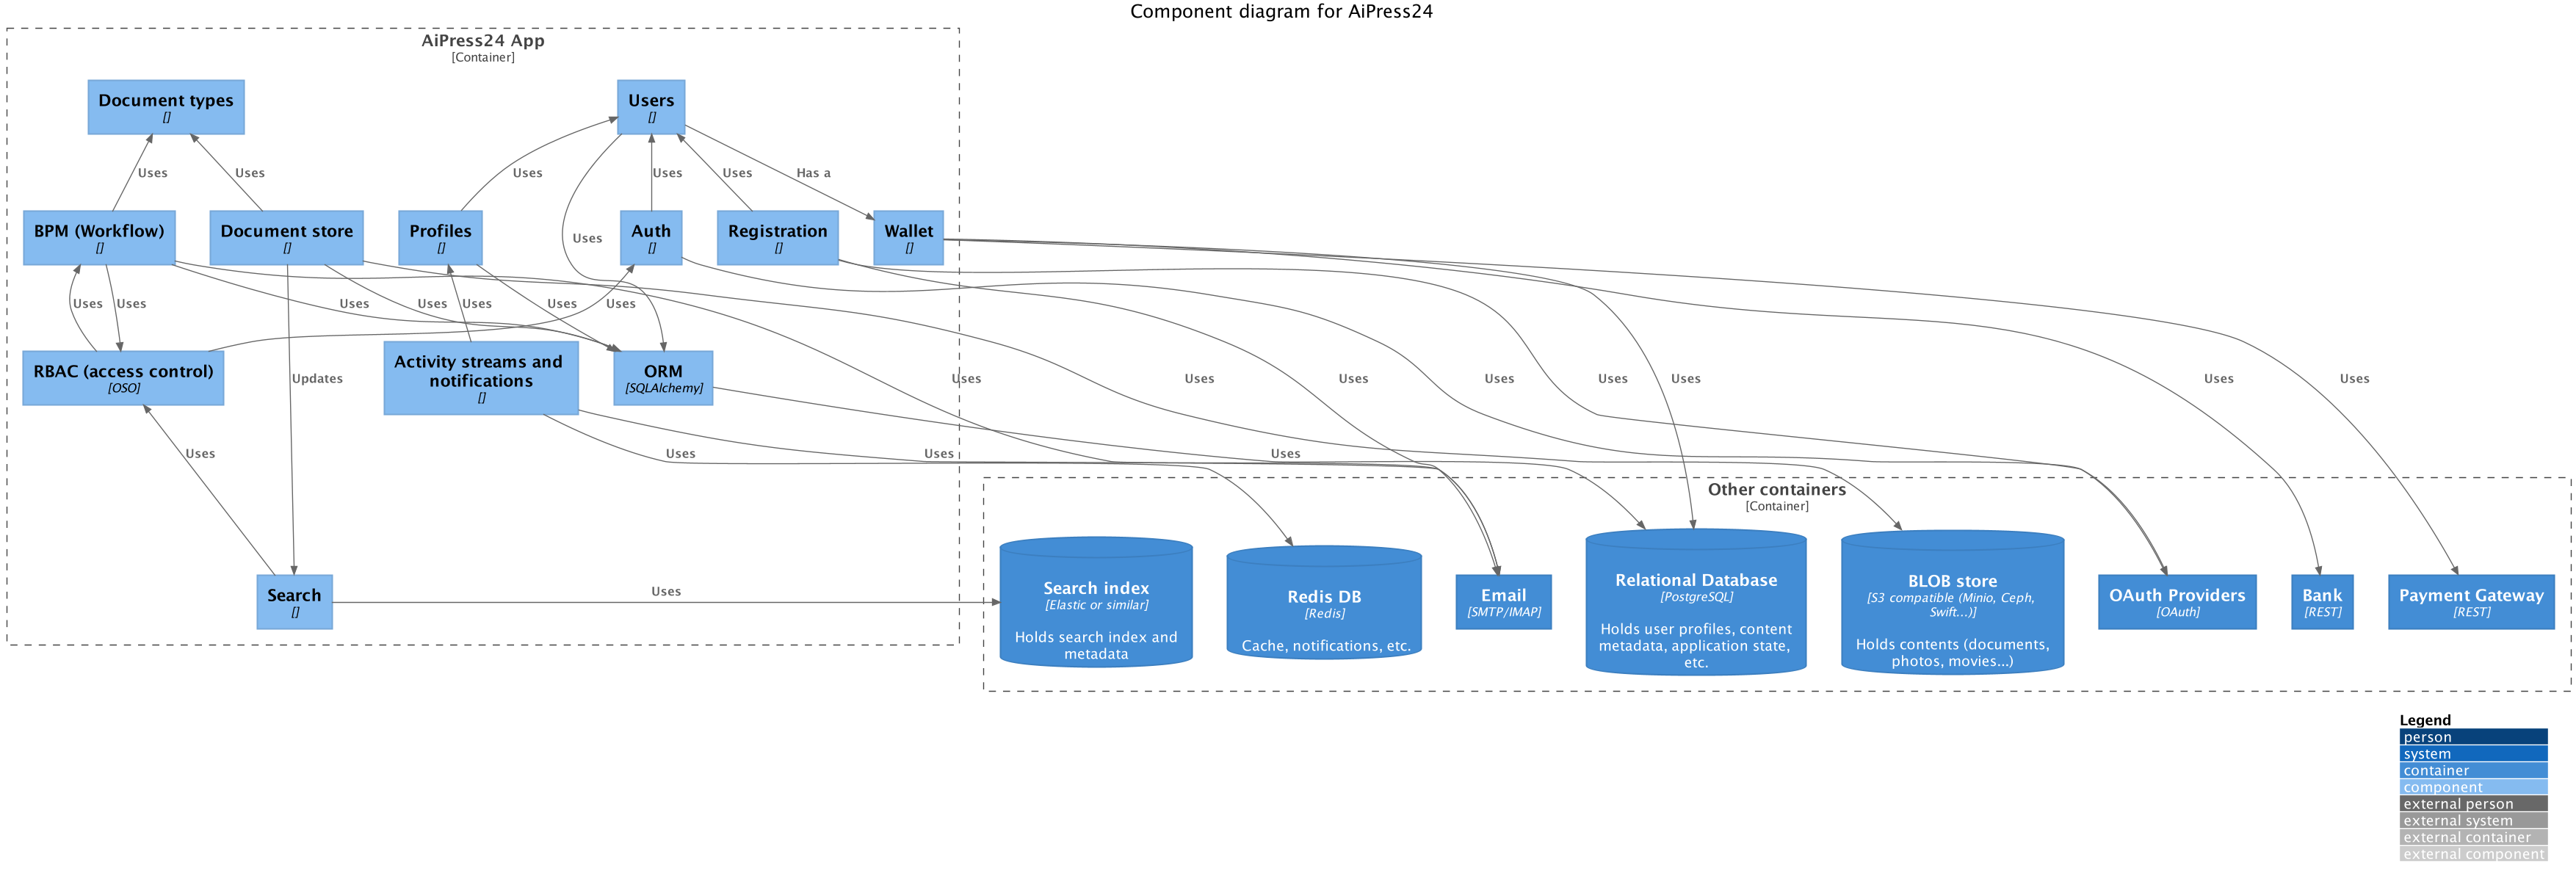 Component diagram for AiPress24
AiPress24 App
[Container]
Document types
[]
Users
[]
Uses
Uses
Uses
Uses
Uses
Has a
BPM (Workflow)
[]
Document store
[]
Profiles
[]
Auth
[]
Registration
[]
Wallet
[]
Uses
Uses
Uses
Uses
Uses
Uses
Uses
Uses
RBAC (access control)
[OSO]
Activity streams and
notifications
[]
ORM
[SQLAlchemy]
Updates
Uses
Uses
Uses
Uses
Uses
Uses
Uses
Uses
Uses
Uses
Uses
Uses
Other containers
[Container]
Search
[]
Uses
Search index
[Elastic or similar]
Holds search index and
metadata
Redis DB
[Redis]
Cache, notifications, etc.
Email
[SMTP/IMAP]
Relational Database
[PostgreSQL]
Holds user profiles, content
metadata, application state,
etc.
BLOB store
[S3 compatible (Minio, Ceph,
Swift...)]
Holds contents (documents,
photos, movies...)
OAuth Providers
[OAuth]
Bank
[REST]
Payment Gateway
[REST]
Legend
person
system
container
component
external person
external system
external container
external component